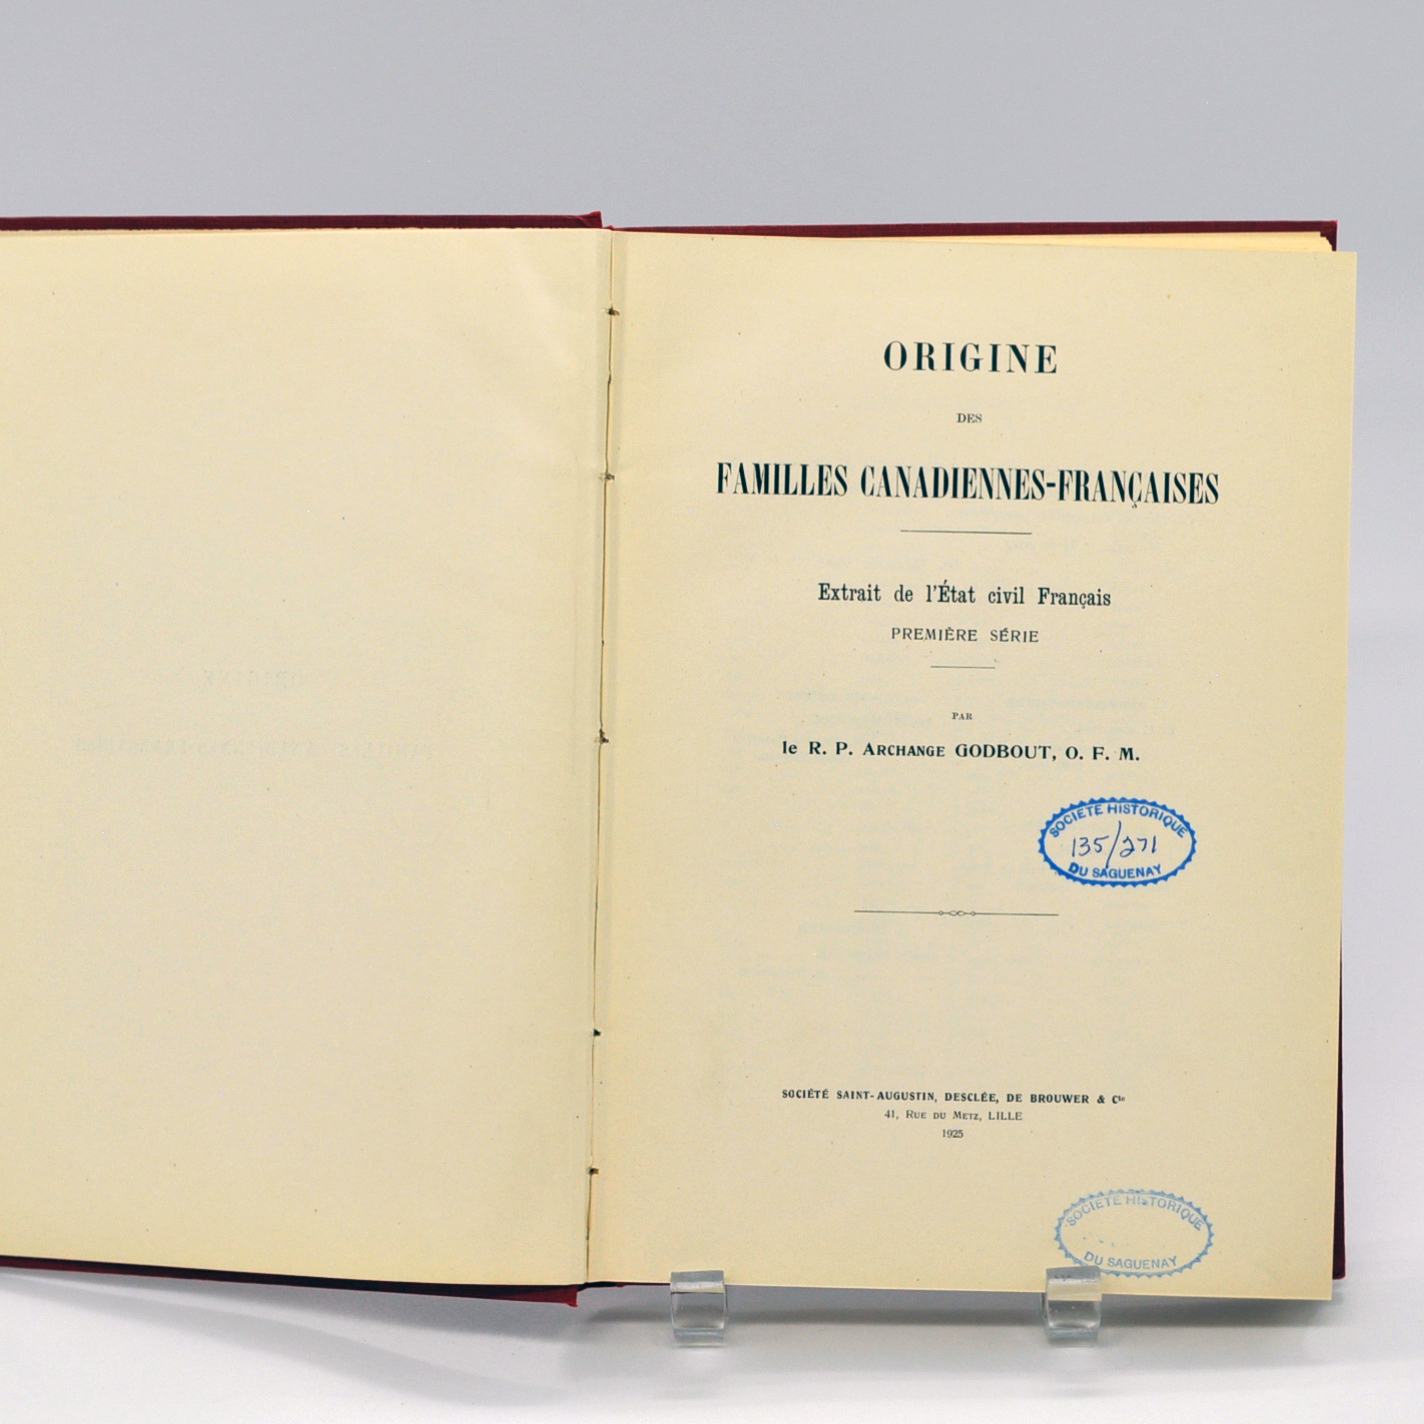 ORIGINE
DES
FAMILLES CANADIENNES-FRANÇAISES
Extrait de l'État civil Français
PREMIÈRE SÉRIE
PAR
le R. P. ARCHANGE GODBOUT, O. F. M.
SOCIÉTÉ HISTORIQUE
135/271
DU SAGUENAY
SOCIÉTÉ SAINT-AUGUSTIN, DESCLÉE, DE BROUWER & Cie
41, RUE DU METZ, LILLE
1925
SOCIÉTÉ HISTORIQUE
DU SAGUENAY